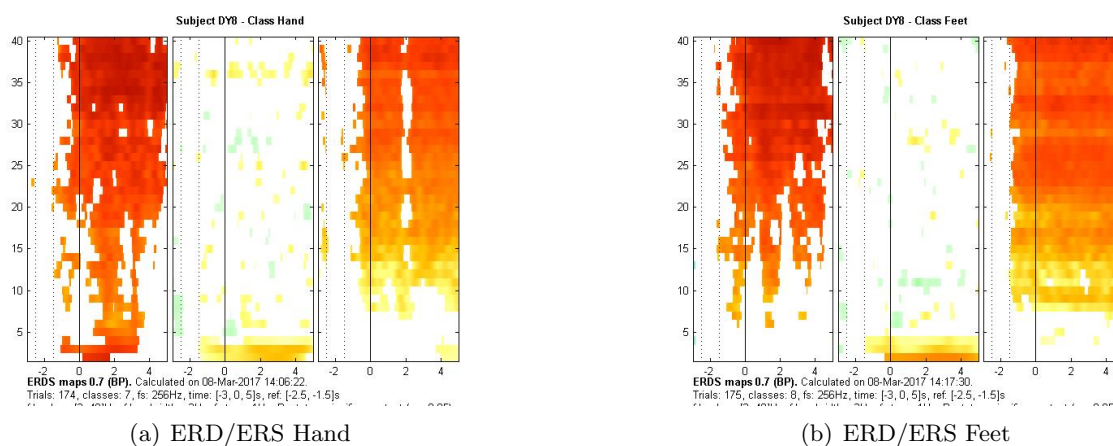 Subject DY8 - Class Hand
40
35
30
25
20
15
10
5
-2 0 2 4 -2 0 2 4 -2 0 2 4
ERDS maps 0.7 (BP). Calculated on 08-Mar-2017 14:06:22.
Trials: 174, classes: 7, fs: 256Hz, time: [-3, 0, 5]s, ref: [-2.5, -1.5]s
(a) ERD/ERS Hand
Subject DY8 - Class Feet
40
35
30
25
20
15
10
5
-2 0 2 4 -2 0 2 4 -2 0 2 4
ERDS maps 0.7 (BP). Calculated on 08-Mar-2017 14:17:30.
Trials: 175, classes: 8, fs: 256Hz, time: [-3, 0, 5]s, ref: [-2.5, -1.5]s
(b) ERD/ERS Feet